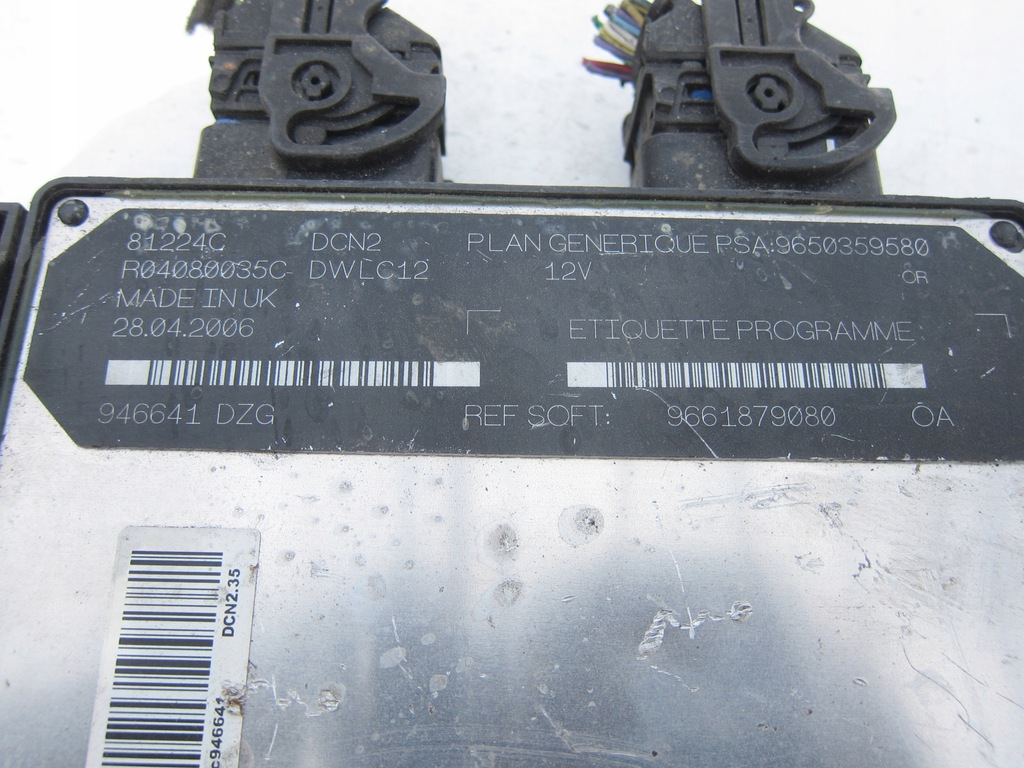 81224C DCN2 PLAN GENERIQUE PSA:9650359580
R04080035C DWLC12 12V OR
MADE IN UK
28.04.2006 ETIQUETTE PROGRAMME
946641 DZG REF SOFT: 9661879080 OA
DCN2.35
c946641